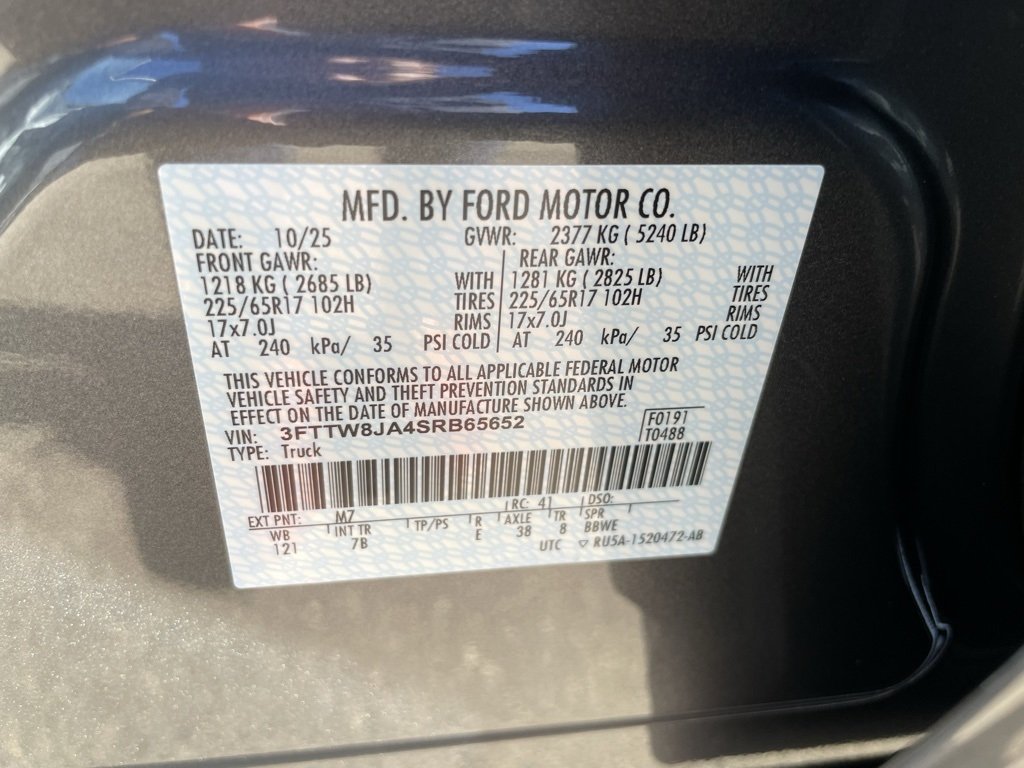 MFD. BY FORD MOTOR CO.
DATE: 10/25 GVWR: 2377 KG ( 5240 LB)
FRONT GAWR: REAR GAWR:
1218 KG ( 2685 LB) WITH 1281 KG ( 2825 LB) WITH
225/65R17 102H TIRES 225/65R17 102H TIRES
17x7.0J RIMS 17x7.0J RIMS
AT 240 kPa/ 35 PSI COLD AT 240 kPa/ 35 PSI COLD
THIS VEHICLE CONFORMS TO ALL APPLICABLE FEDERAL MOTOR
VEHICLE SAFETY AND THEFT PREVENTION STANDARDS IN
EFFECT ON THE DATE OF MANUFACTURE SHOWN ABOVE.
VIN: 3FTTW8JA4SRB65652 F0191
TYPE: Truck T0488
EXT PNT: M7 RC: 41 DSO:
WB INT TR TP/PS R AXLE TR SPR
121 7B E 38 8 BBWE
UTC ▽ RU5A-1520472-AB